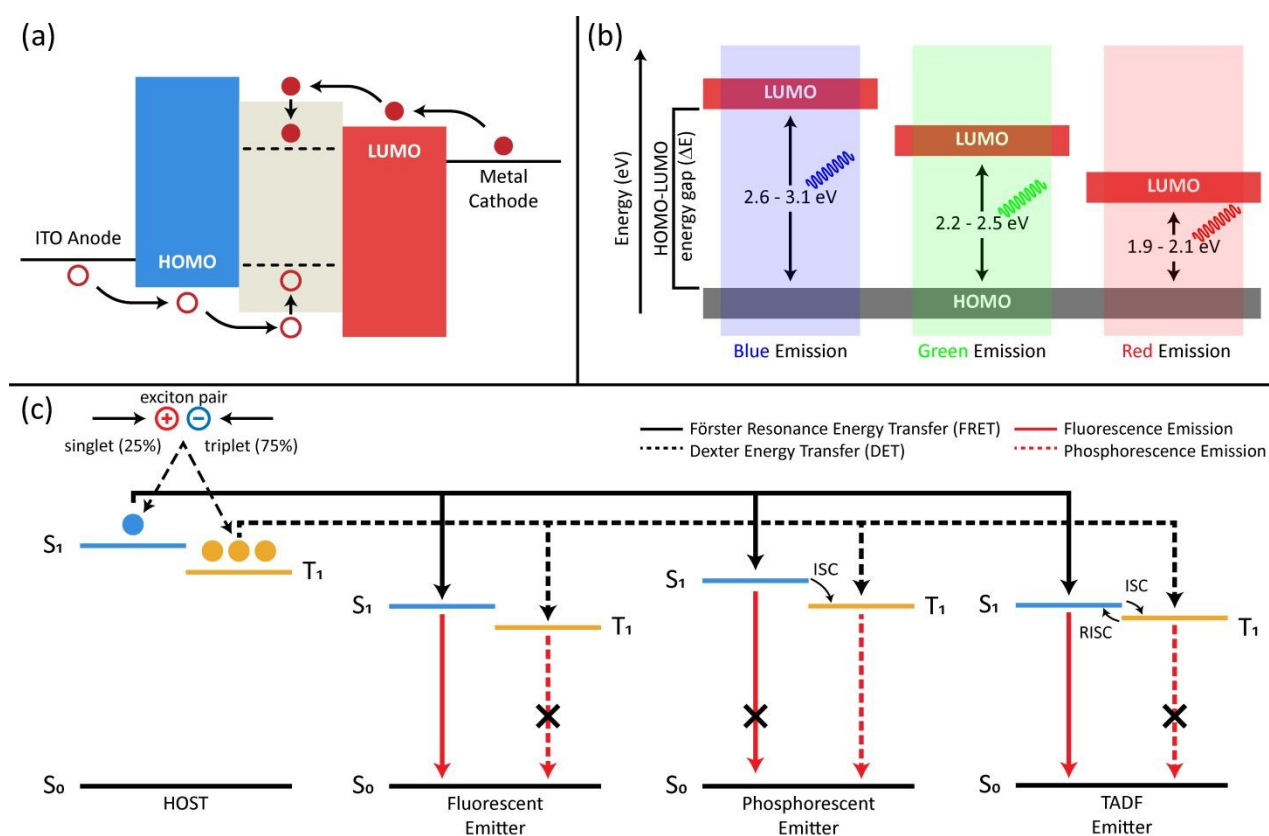 (a)
LUMO
Metal
Cathode
ITO Anode
HOMO
(b)
Energy (eV)
HOMO-LUMO
energy gap (ΔE)
LUMO
2.6 - 3.1 eV
LUMO
2.2 - 2.5 eV
LUMO
1.9 - 2.1 eV
HOMO
Blue Emission
Green Emission
Red Emission
(c)
exciton pair
+
−
singlet (25%)
triplet (75%)
Förster Resonance Energy Transfer (FRET)
Dexter Energy Transfer (DET)
Fluorescence Emission
Phosphorescence Emission
S₁
T₁
S₀
HOST
S₁
T₁
S₀
Fluorescent
Emitter
S₁
ISC
T₁
S₀
Phosphorescent
Emitter
S₁
ISC
RISC
T₁
S₀
TADF
Emitter